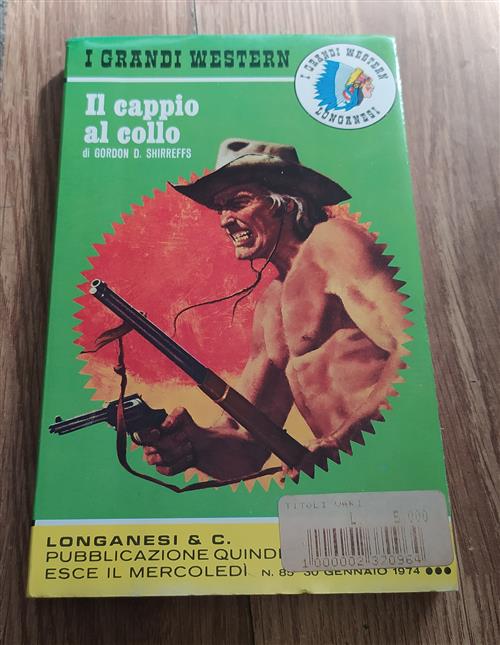 I GRANDI WESTERN
I GRANDI WESTERN
LONGANESI
Il cappio
al collo
di GORDON D. SHIRREFFS
TITOLI VARI
L. 5.000
1000002370964
LONGANESI & C.
PUBBLICAZIONE QUINDI
ESCE IL MERCOLEDÌ N. 85 30 GENNAIO 1974